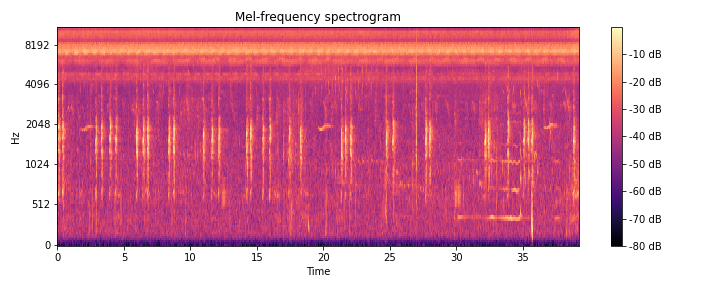 Mel-frequency spectrogram
Hz
8192
4096
2048
1024
512
0
0 5 10 15 20 25 30 35
Time
-10 dB
-20 dB
-30 dB
-40 dB
-50 dB
-60 dB
-70 dB
-80 dB